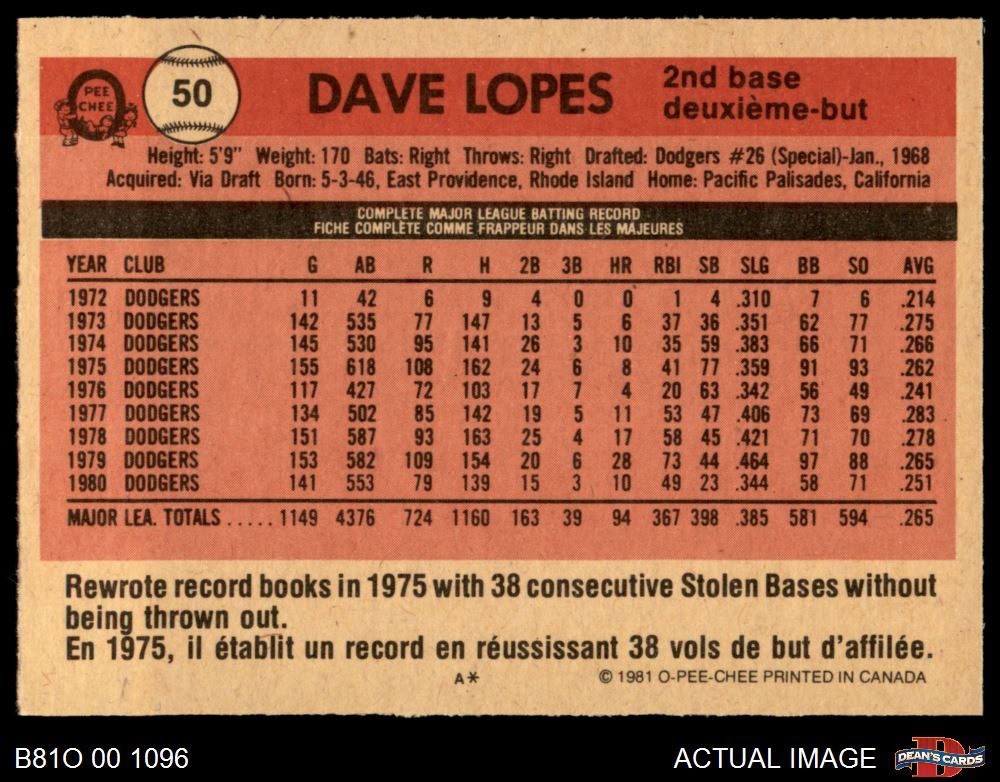 PEE
CHEE
50
DAVE LOPES
2nd base
deuxième-but
Height: 5'9" Weight: 170 Bats: Right Throws: Right Drafted: Dodgers #26 (Special)-Jan., 1968
Acquired: Via Draft Born: 5-3-46, East Providence, Rhode Island Home: Pacific Palisades, California
COMPLETE MAJOR LEAGUE BATTING RECORD
FICHE COMPLÈTE COMME FRAPPEUR DANS LES MAJEURES
YEAR CLUB G AB R H 2B 3B HR RBI SB SLG BB SO AVG
1972 DODGERS 11 42 6 9 4 0 0 1 4 .310 7 6 .214
1973 DODGERS 142 535 77 147 13 5 6 37 36 .351 62 77 .275
1974 DODGERS 145 530 95 141 26 3 10 35 59 .383 66 71 .266
1975 DODGERS 155 618 108 162 24 6 8 41 77 .359 91 93 .262
1976 DODGERS 117 427 72 103 17 7 4 20 63 .342 56 49 .241
1977 DODGERS 134 502 85 142 19 5 11 53 47 .406 73 69 .283
1978 DODGERS 151 587 93 163 25 4 17 58 45 .421 71 70 .278
1979 DODGERS 153 582 109 154 20 6 28 73 44 .464 97 88 .265
1980 DODGERS 141 553 79 139 15 3 10 49 23 .344 58 71 .251
MAJOR LEA. TOTALS ..... 1149 4376 724 1160 163 39 94 367 398 .385 581 594 .265
Rewrote record books in 1975 with 38 consecutive Stolen Bases without
being thrown out.
En 1975, il établit un record en réussissant 38 vols de but d'affilée.
A* © 1981 O-PEE-CHEE PRINTED IN CANADA
B81O 00 1096
ACTUAL IMAGE
D
DEAN'S CARDS